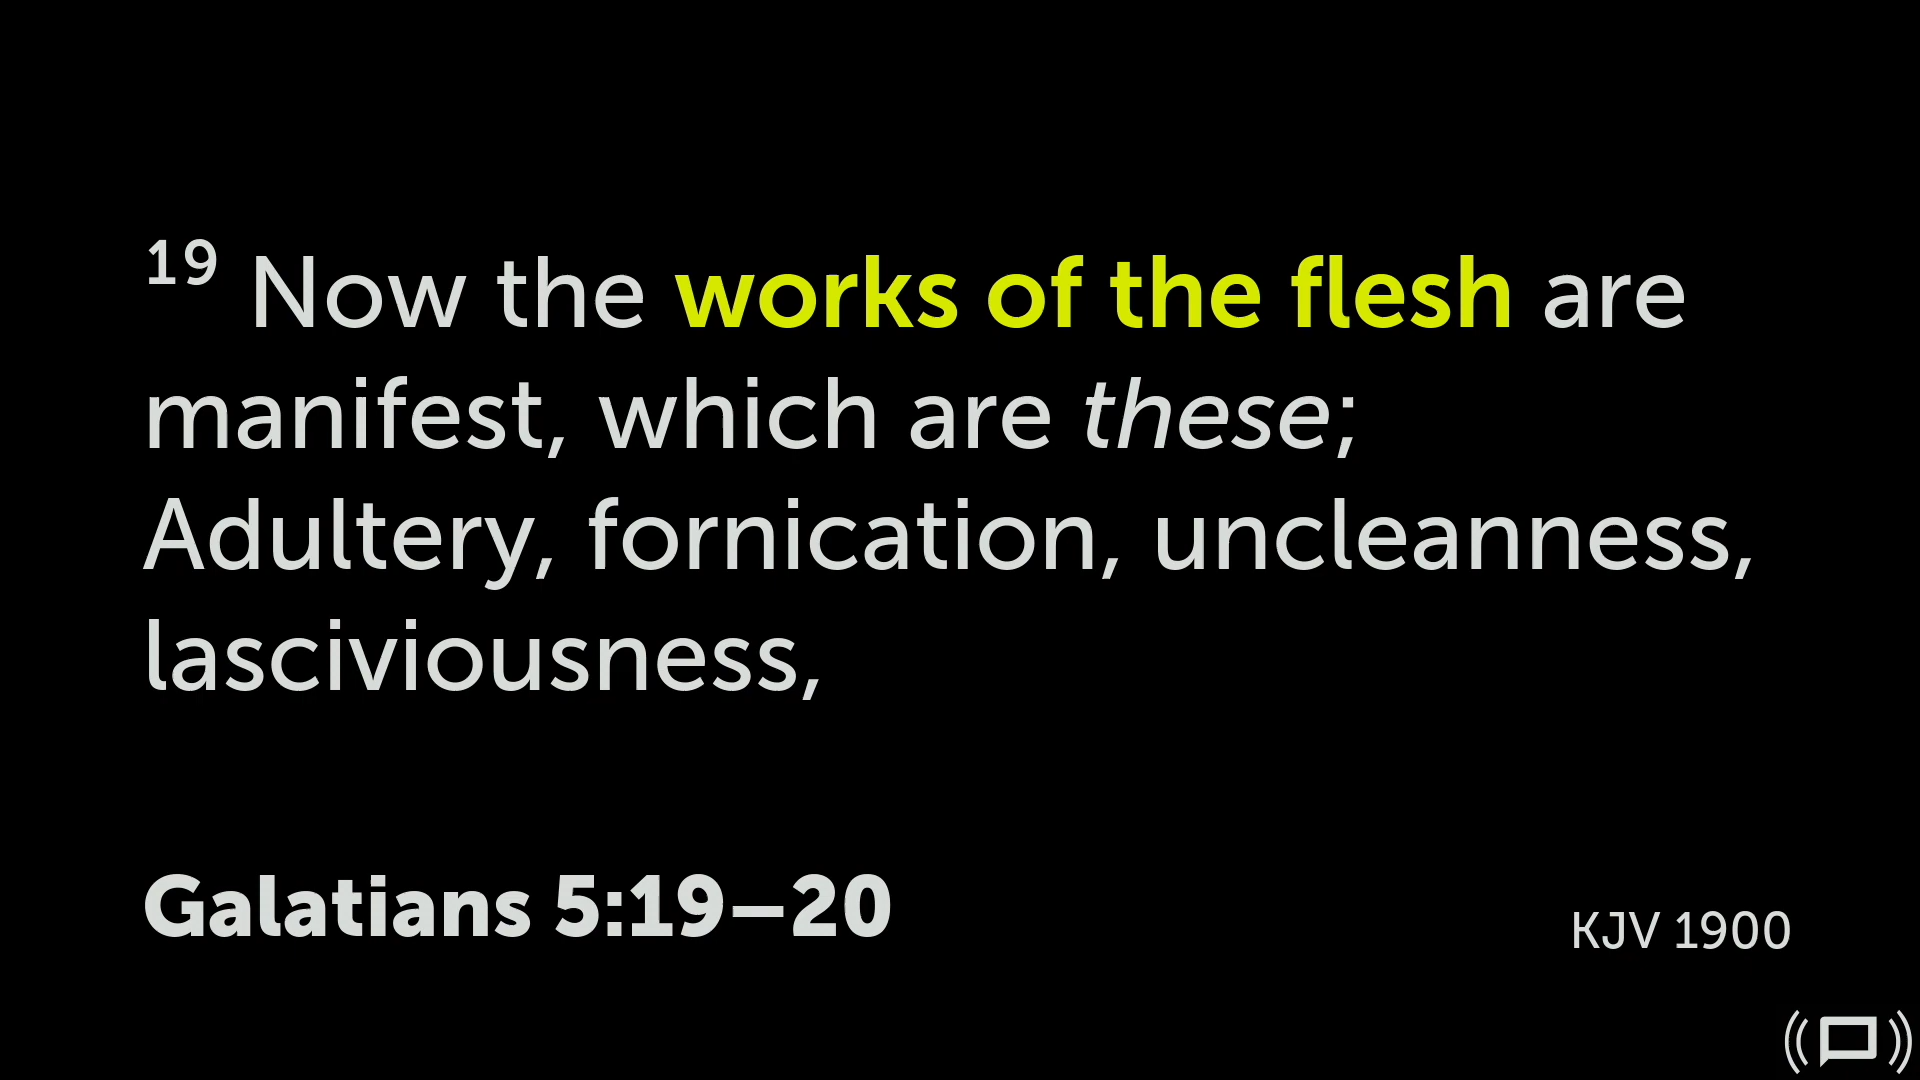 19 Now the works of the flesh are
manifest, which are these;
Adultery, fornication, uncleanness,
lasciviousness,
Galatians 5:19–20
KJV 1900